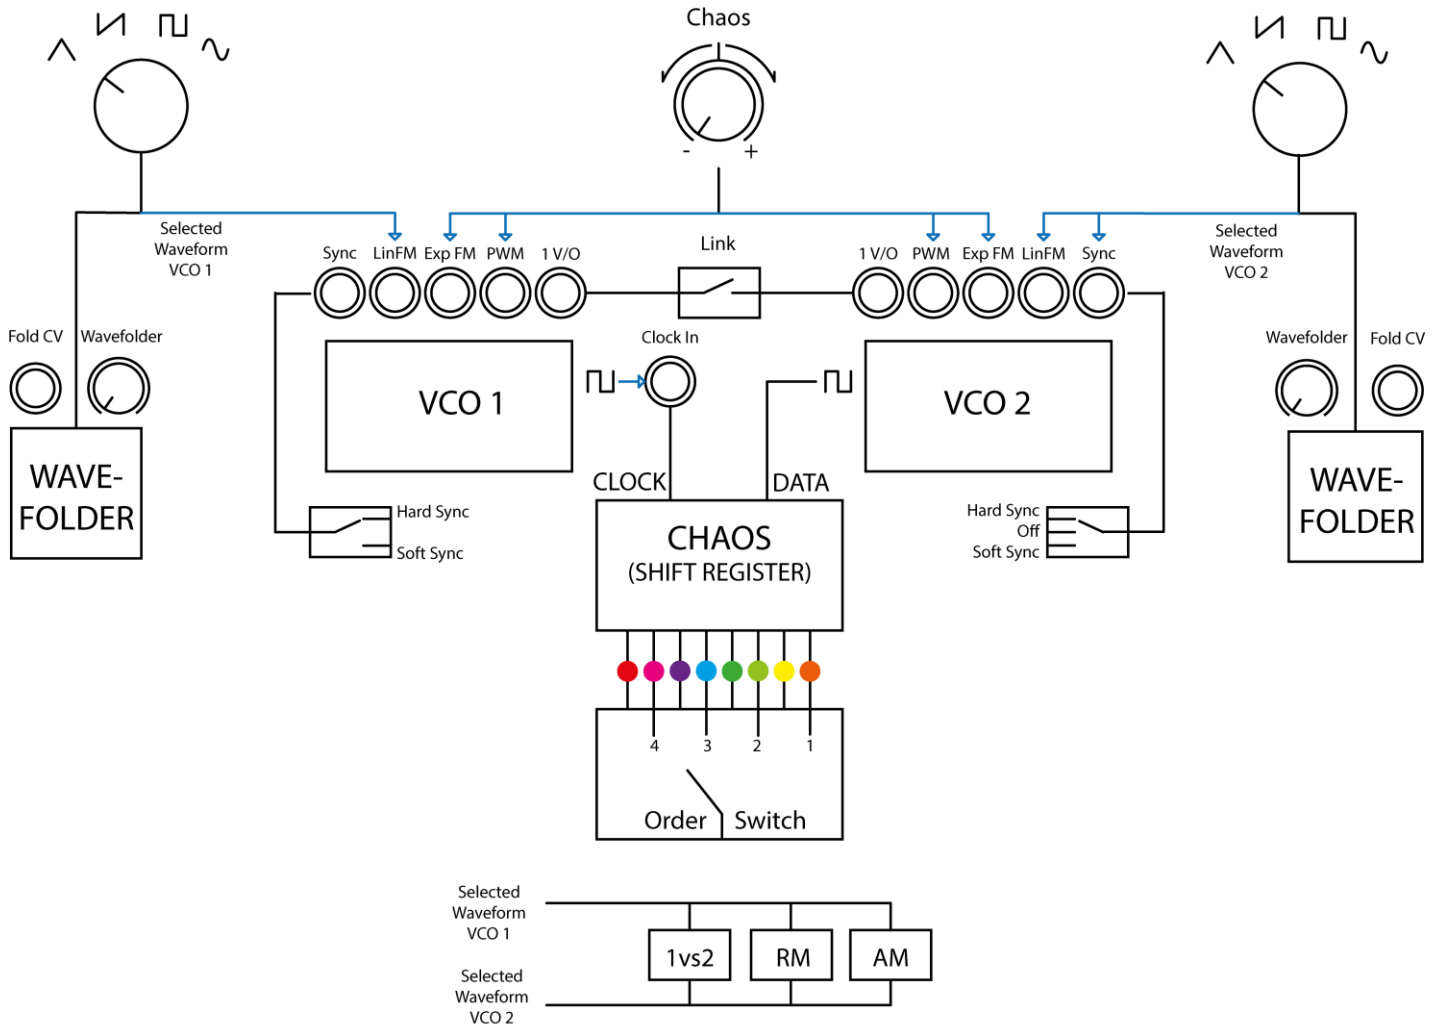 Chaos
- +
Selected
Waveform
VCO 1
Selected
Waveform
VCO 2
Link
Sync LinFM Exp FM PWM 1 V/O
1 V/O PWM Exp FM LinFM Sync
Fold CV Wavefolder
Clock In
Wavefolder Fold CV
VCO 1
VCO 2
WAVE-
FOLDER
WAVE-
FOLDER
CLOCK DATA
Hard Sync
Soft Sync
Hard Sync
Off
Soft Sync
CHAOS
(SHIFT REGISTER)
4 3 2 1
Order Switch
Selected
Waveform
VCO 1
1vs2 RM AM
Selected
Waveform
VCO 2